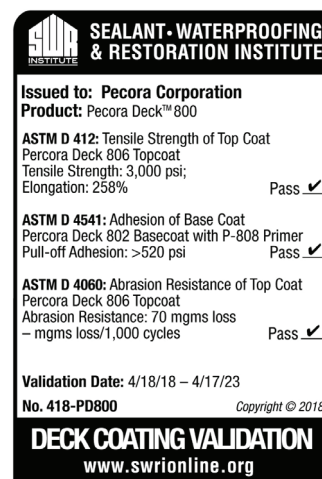 SWR
INSTITUTE
SEALANT • WATERPROOFING
& RESTORATION INSTITUTE
Issued to: Pecora Corporation
Product: Pecora Deck™ 800
ASTM D 412: Tensile Strength of Top Coat
Percora Deck 806 Topcoat
Tensile Strength: 3,000 psi;
Elongation: 258% Pass ✔
ASTM D 4541: Adhesion of Base Coat
Percora Deck 802 Basecoat with P-808 Primer
Pull-off Adhesion: >520 psi Pass ✔
ASTM D 4060: Abrasion Resistance of Top Coat
Percora Deck 806 Topcoat
Abrasion Resistance: 70 mgms loss
– mgms loss/1,000 cycles Pass ✔
Validation Date: 4/18/18 – 4/17/23
No. 418-PD800 Copyright © 2018
DECK COATING VALIDATION
www.swrionline.org